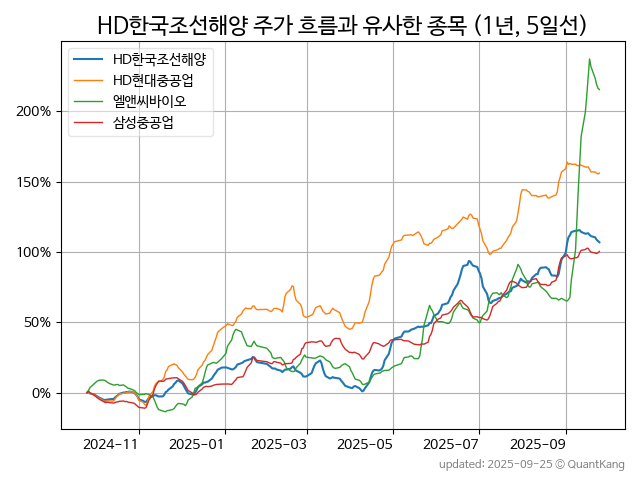 HD한국조선해양 주가 흐름과 유사한 종목 (1년, 5일선)
HD한국조선해양
HD현대중공업
엘앤씨바이오
삼성중공업
200%
150%
100%
50%
0%
2024-11 2025-01 2025-03 2025-05 2025-07 2025-09
updated: 2025-09-25 © QuantKang